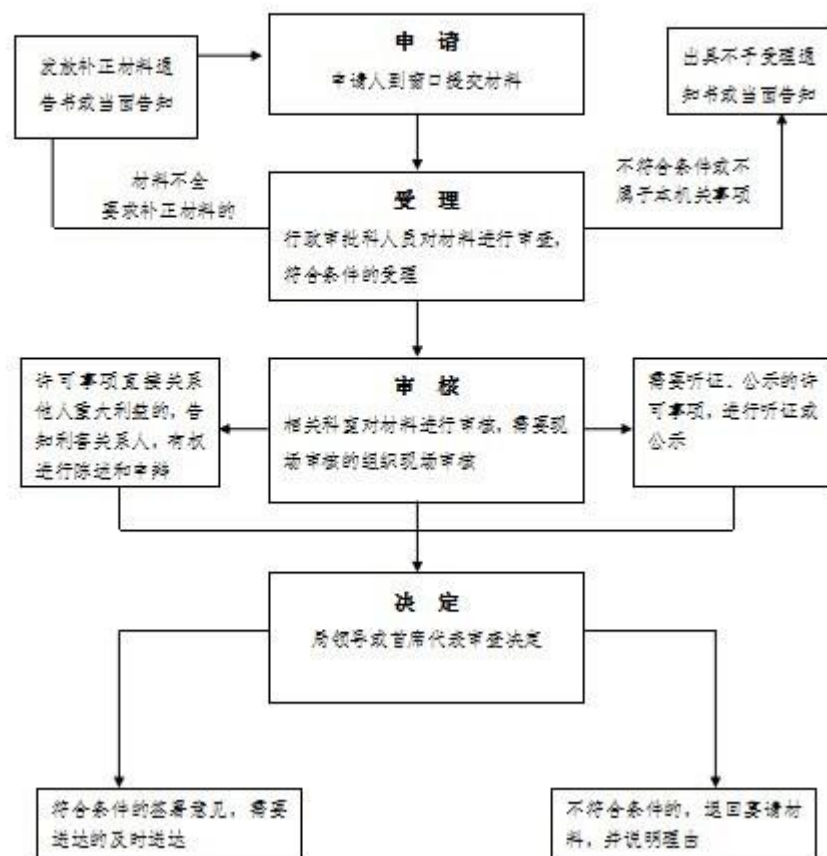 申 请
申请人到窗口提交材料
发放补正材料通
告书或当面告知
出具不予受理通
知书或当面告知
材料不全
要求补正材料的
不符合条件或不
属于本机关事项
受 理
行政审批科人员对材料进行审查，
符合条件的受理
许可事项直接关系
他人重大利益的，告
知利害关系人，有权
进行陈述和申辩
审 核
相关科室对材料进行审核，需要现
场审核的组织现场审核
需要听证、公示的许
可事项，进行听证或
公示
决 定
局领导或首席代表审查决定
符合条件的签署意见，需要
送达的及时送达
不符合条件的，退回要请材
料，并说明理由